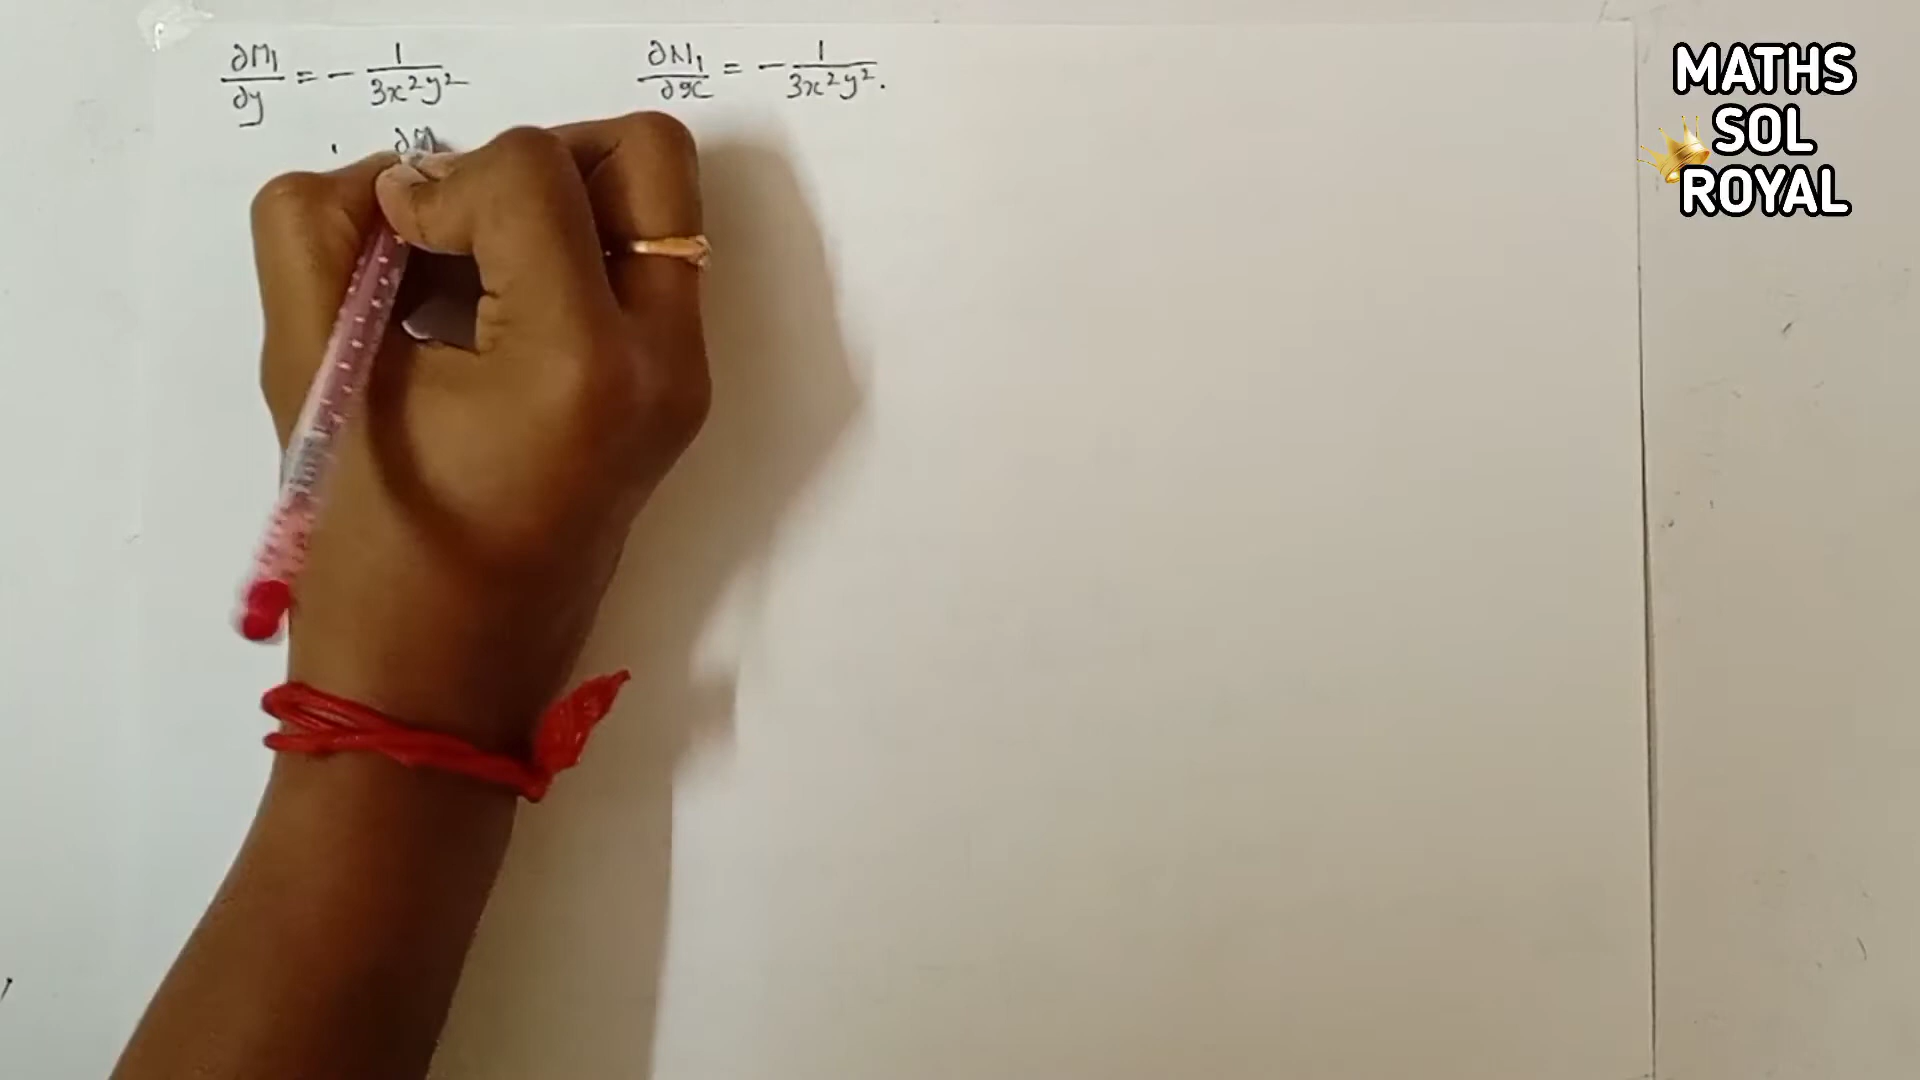 ∂M₁/∂y = - 1/3x²y²    ∂N₁/∂x = - 1/3x²y².
∂M
MATHS
SOL
ROYAL